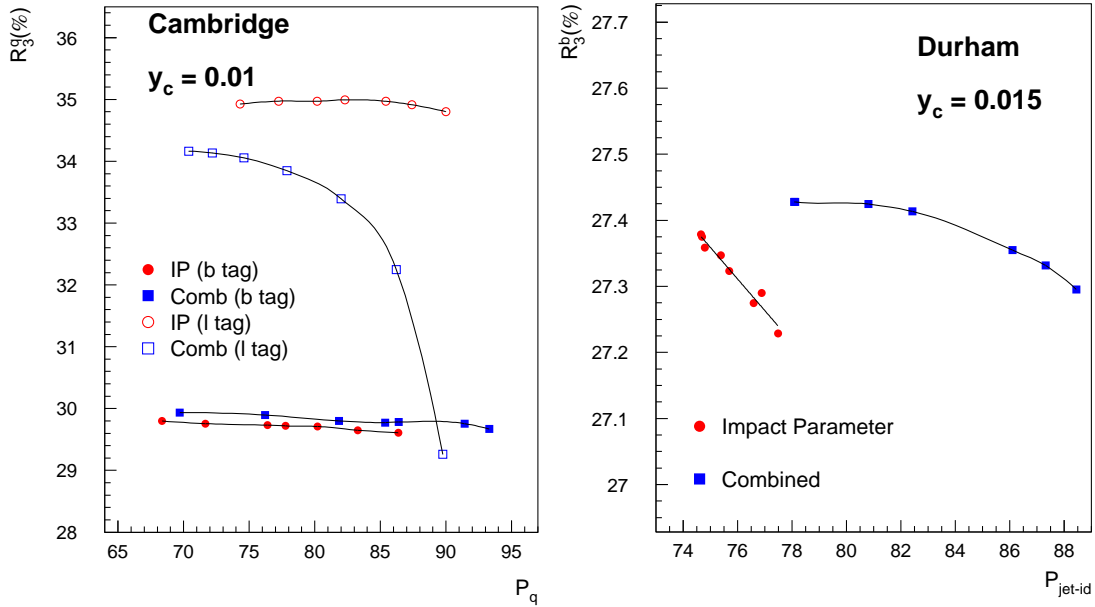 R_3^q(%)
Cambridge
y_c = 0.01
36
35
34
33
32
31
30
29
28
IP (b tag)
Comb (b tag)
IP (l tag)
Comb (l tag)
65 70 75 80 85 90 95
P_q
R_3^b(%)
Durham
y_c = 0.015
27.7
27.6
27.5
27.4
27.3
27.2
27.1
27
Impact Parameter
Combined
74 76 78 80 82 84 86 88
P_jet-id